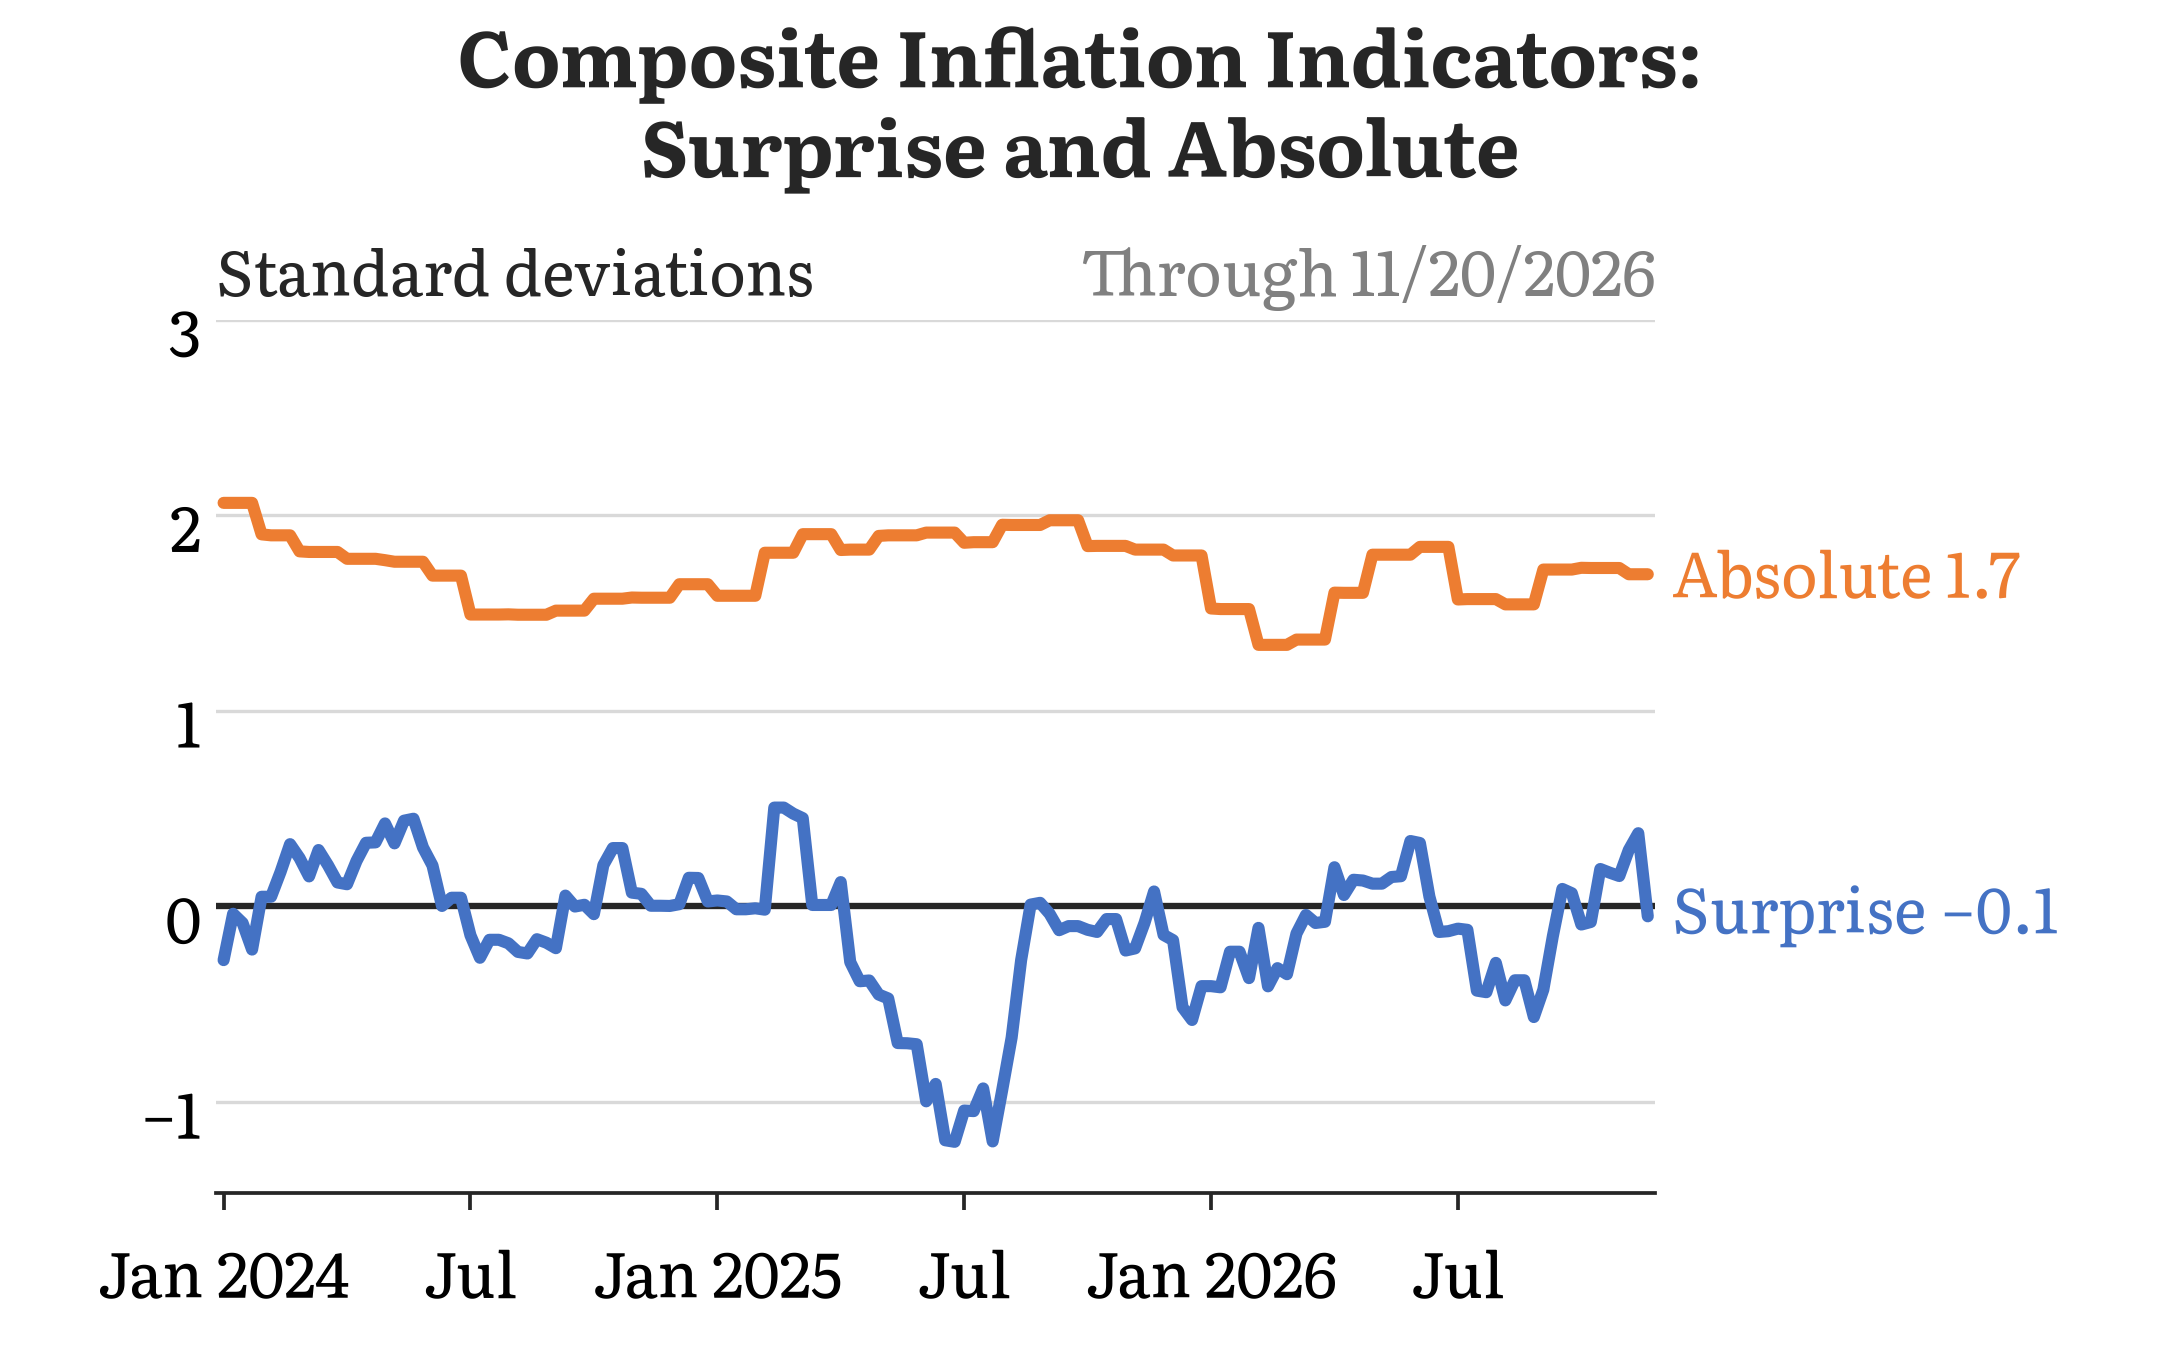 Composite Inflation Indicators:
Surprise and Absolute
Standard deviations
Through 11/20/2026
3
2
1
0
−1
Absolute 1.7
Surprise −0.1
Jan 2024
Jul
Jan 2025
Jul
Jan 2026
Jul